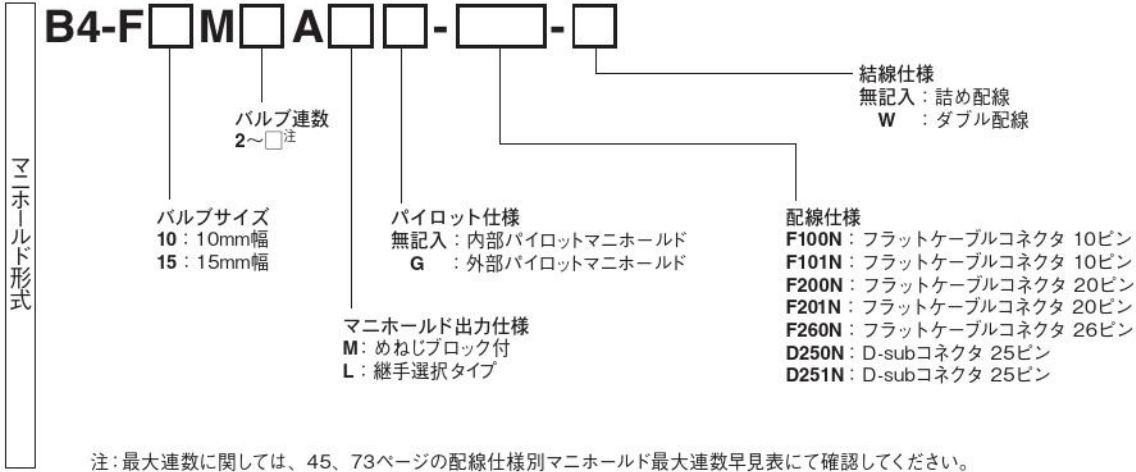 マニホールド形式
B4-F□M□A□□-□-□
結線仕様
無記入：詰め配線
W ：ダブル配線
バルブ連数
2〜□注
バルブサイズ
10：10mm幅
15：15mm幅
パイロット仕様
無記入：内部パイロットマニホールド
G ：外部パイロットマニホールド
マニホールド出力仕様
M：めねじブロック付
L：継手選択タイプ
配線仕様
F100N：フラットケーブルコネクタ 10ピン
F101N：フラットケーブルコネクタ 10ピン
F200N：フラットケーブルコネクタ 20ピン
F201N：フラットケーブルコネクタ 20ピン
F260N：フラットケーブルコネクタ 26ピン
D250N：D-subコネクタ 25ピン
D251N：D-subコネクタ 25ピン
注：最大連数に関しては、45、73ページの配線仕様別マニホールド最大連数早見表にて確認してください。